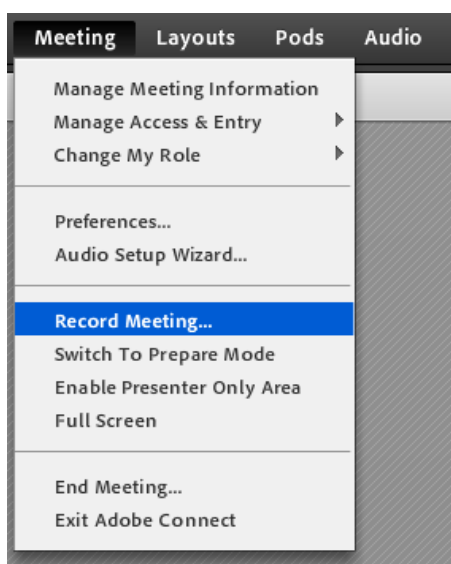 Meeting Layouts Pods Audio
Manage Meeting Information
Manage Access & Entry
Change My Role
Preferences...
Audio Setup Wizard...
Record Meeting...
Switch To Prepare Mode
Enable Presenter Only Area
Full Screen
End Meeting...
Exit Adobe Connect